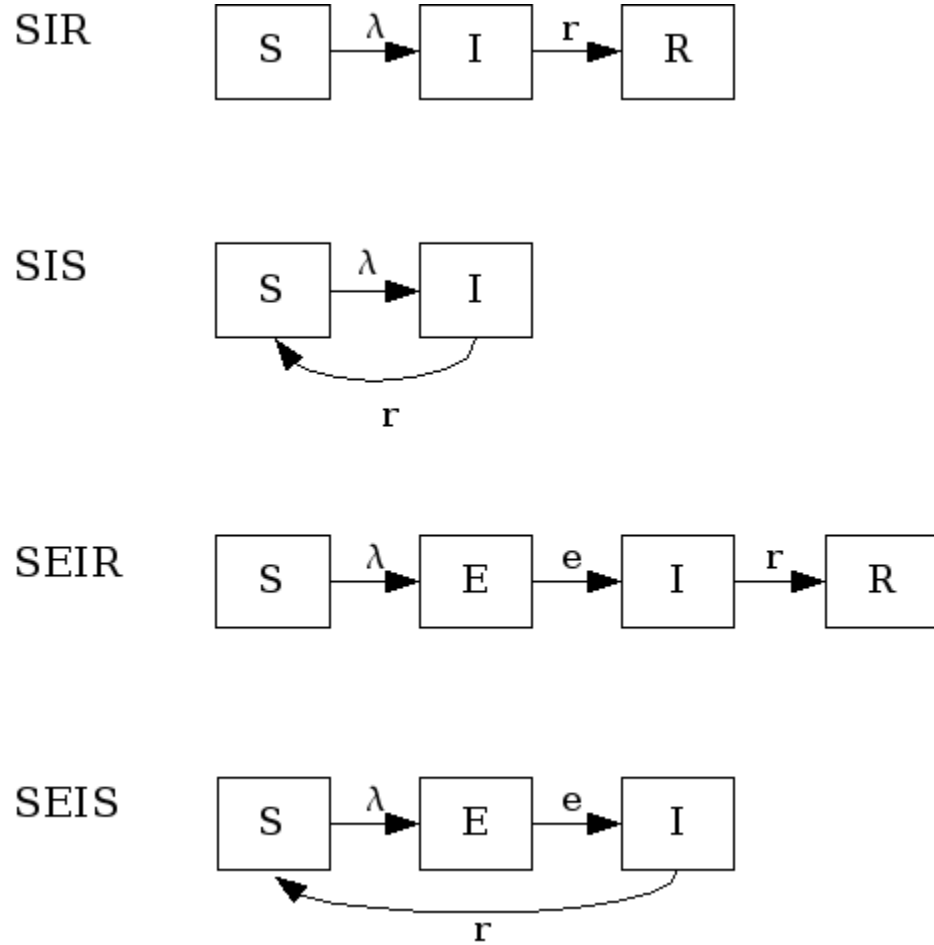 SIR S λ I r R
SIS S λ I
r
SEIR S λ E e I r R
SEIS S λ E e I
r